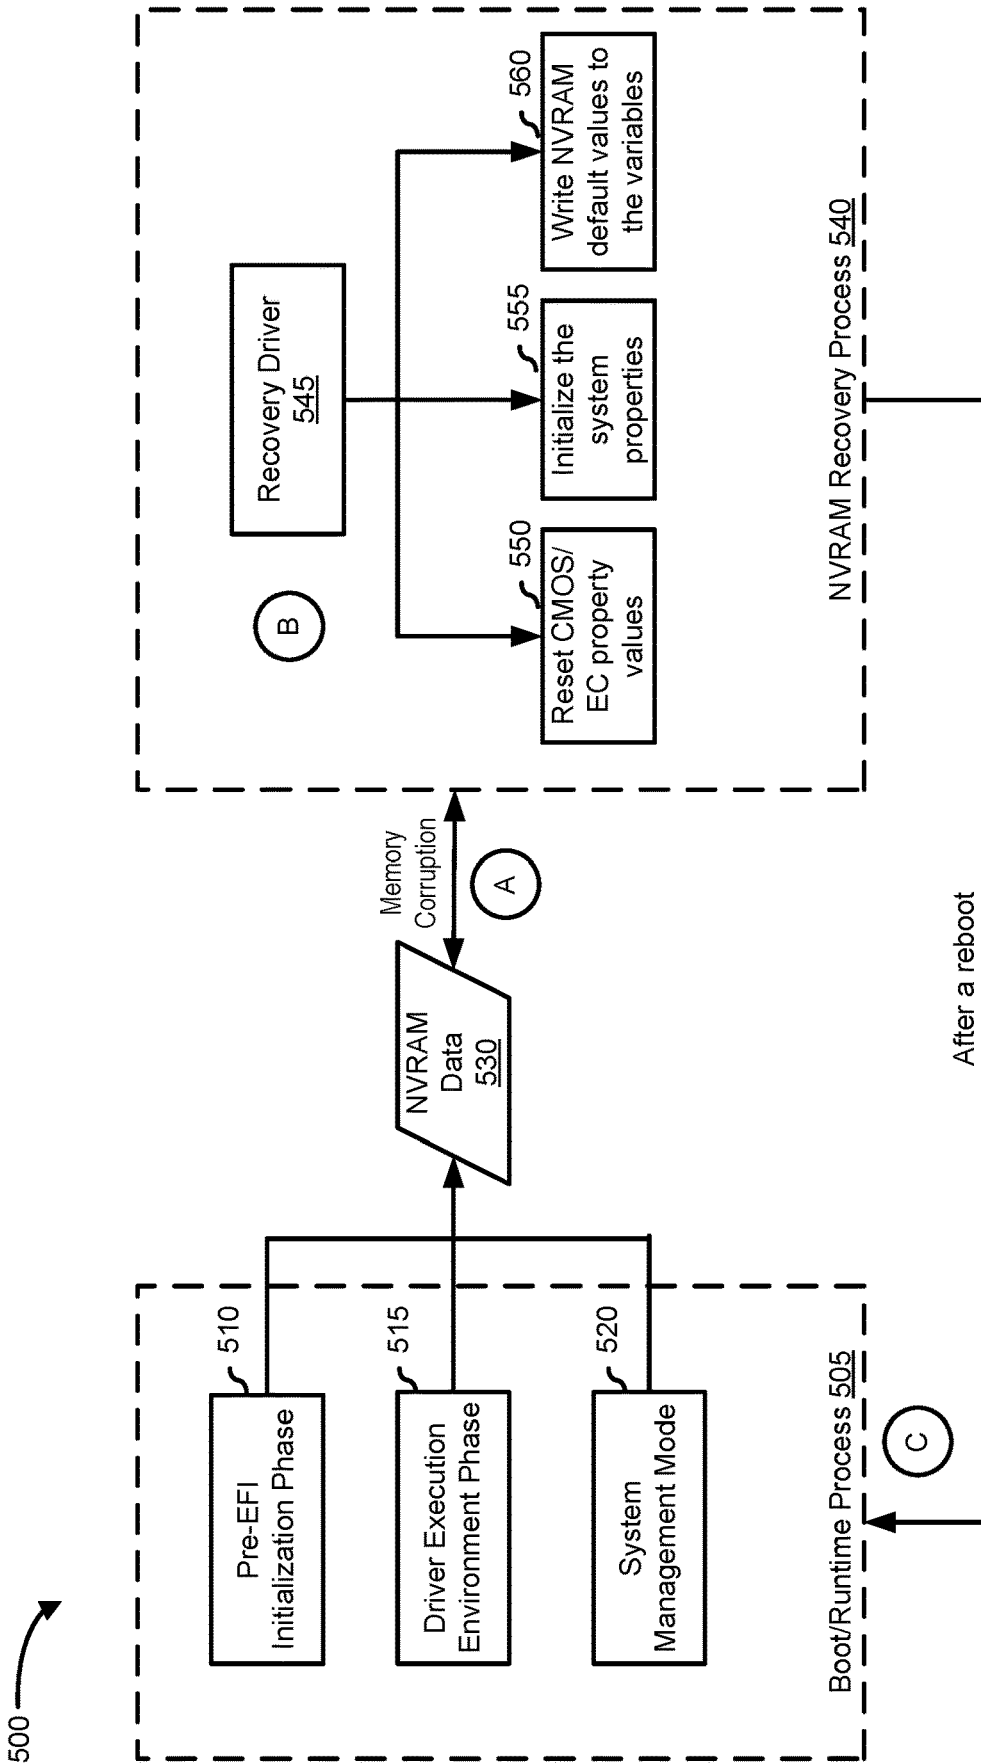 500
Pre-EFI
Initialization Phase
510
Driver Execution
Environment Phase
515
System
Management Mode
520
Boot/Runtime Process 505
C
NVRAM
Data
530
Memory
Corruption
A
B
Recovery Driver
545
Reset CMOS/
EC property
values
550
Initialize the
system
properties
555
Write NVRAM
default values to
the variables
560
NVRAM Recovery Process 540
After a reboot